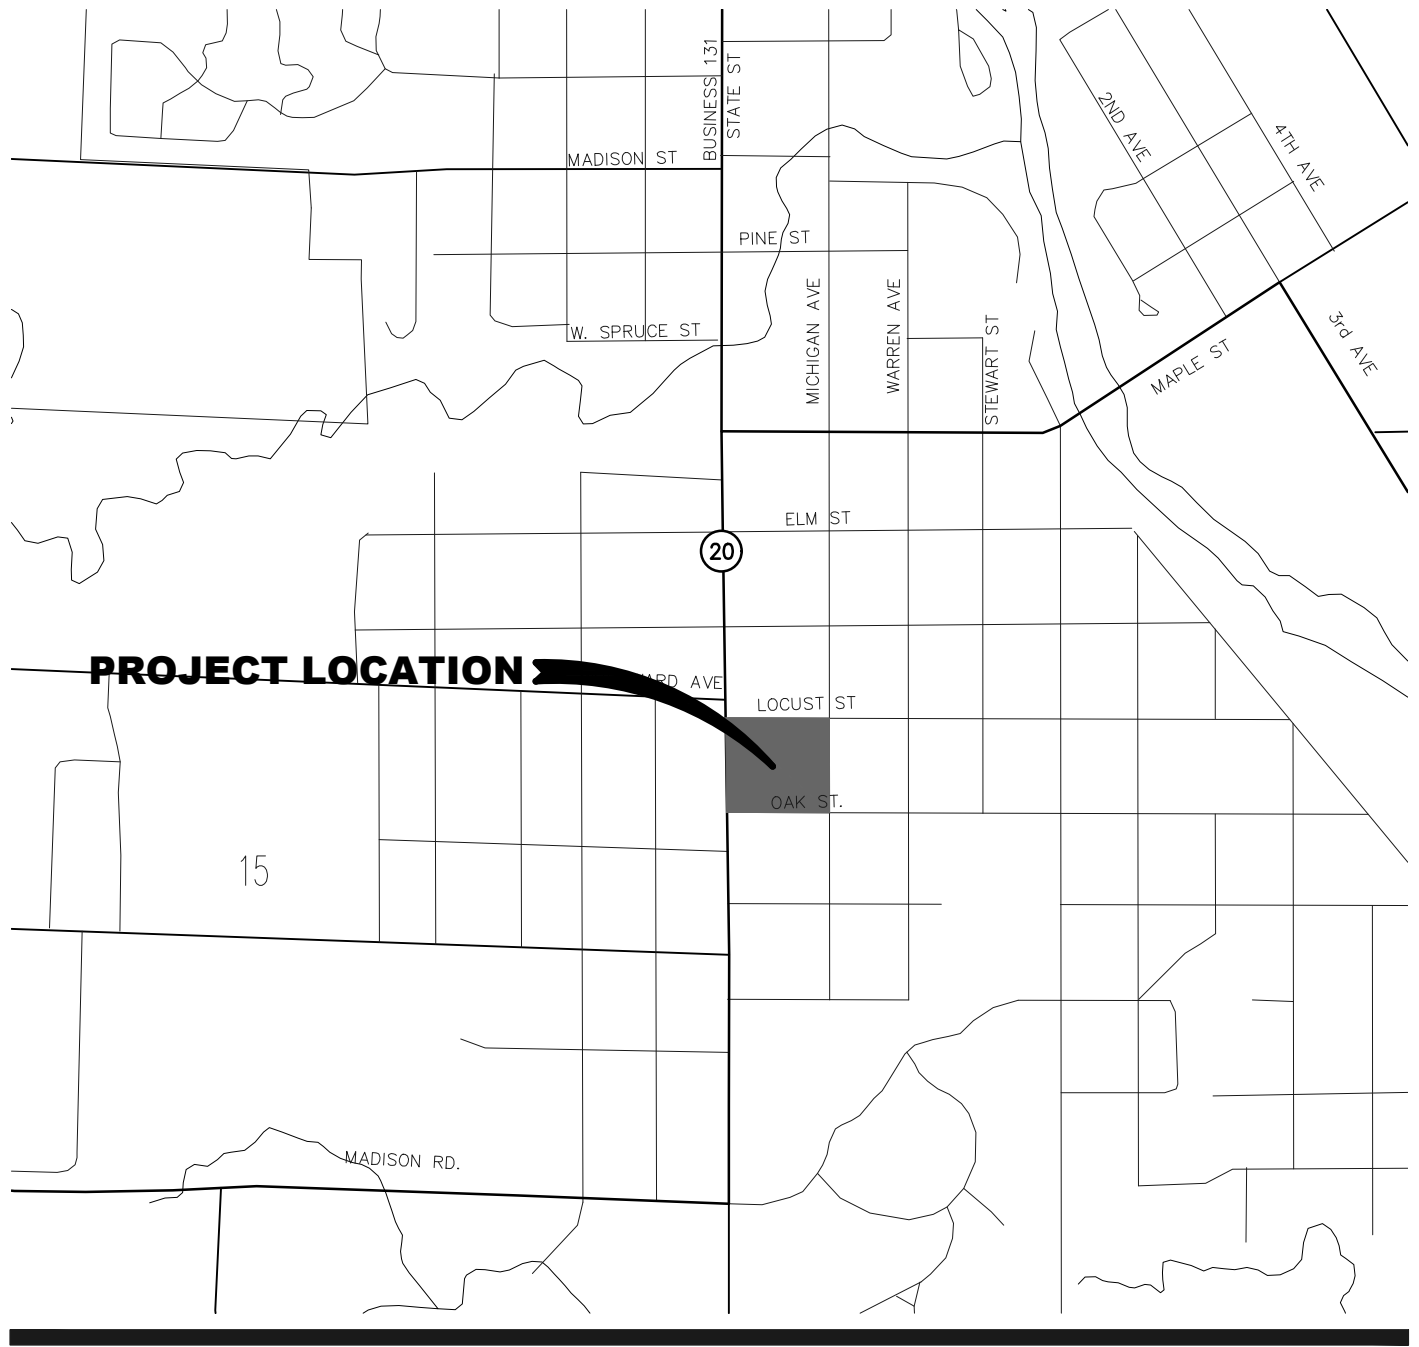 BUSINESS 131
STATE ST
2ND AVE
4TH AVE
MADISON ST
PINE ST
MICHIGAN AVE
WARREN AVE
STEWART ST
W. SPRUCE ST
3rd AVE
MAPLE ST
ELM ST
20
PROJECT LOCATION
ARD AVE
LOCUST ST
OAK ST.
15
MADISON RD.